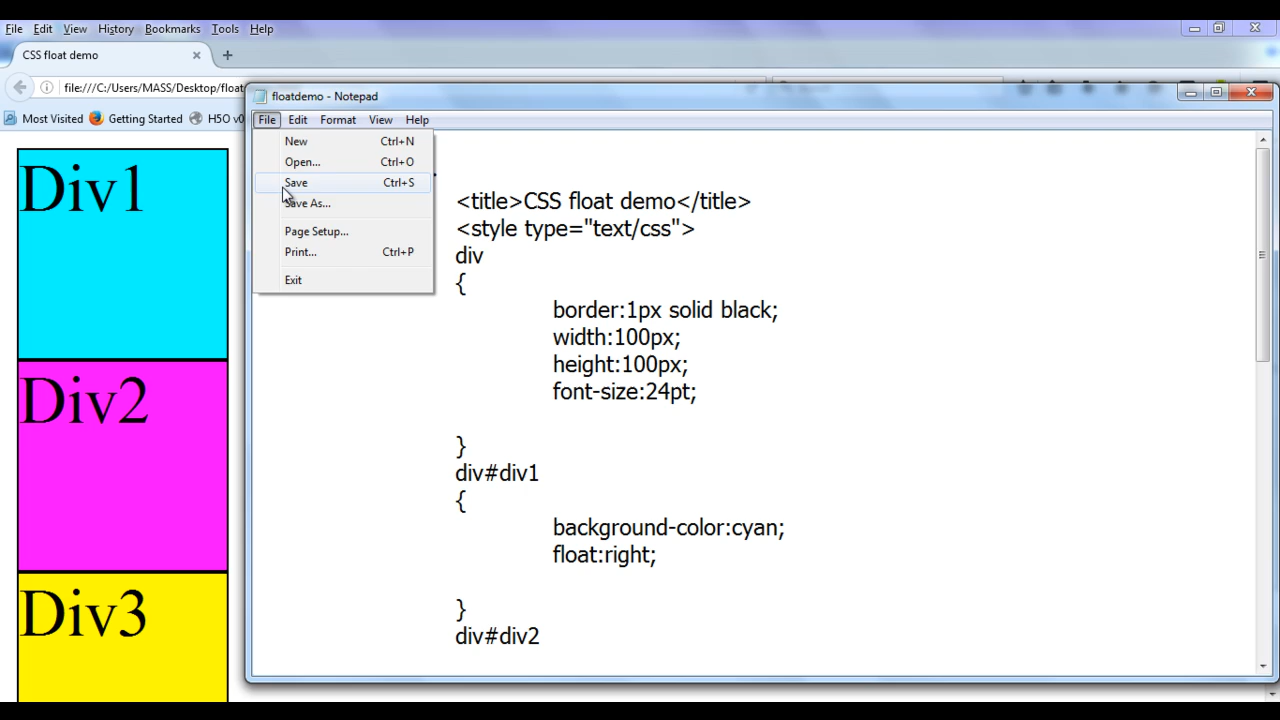 File Edit View History Bookmarks Tools Help
CSS float demo
file:///C:/Users/MASS/Desktop/float
Most Visited Getting Started H5O v0
floatdemo - Notepad
File Edit Format View Help
New Ctrl+N
Open... Ctrl+O
Save Ctrl+S
Save As...
Page Setup...
Print... Ctrl+P
Exit
<title>CSS float demo</title>
<style type="text/css">
div
{
border:1px solid black;
width:100px;
height:100px;
font-size:24pt;
}
div#div1
{
background-color:cyan;
float:right;
}
div#div2
Div1
Div2
Div3